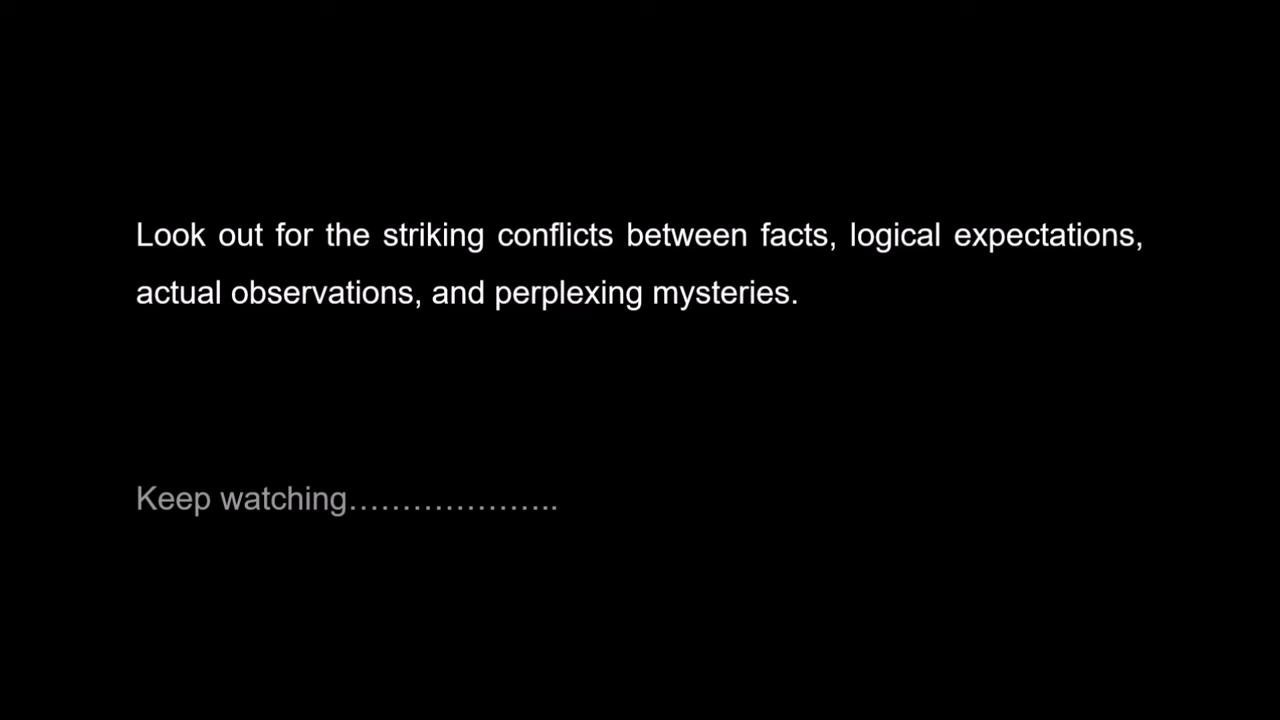 Look out for the striking conflicts between facts, logical expectations,
actual observations, and perplexing mysteries.
Keep watching…………………..